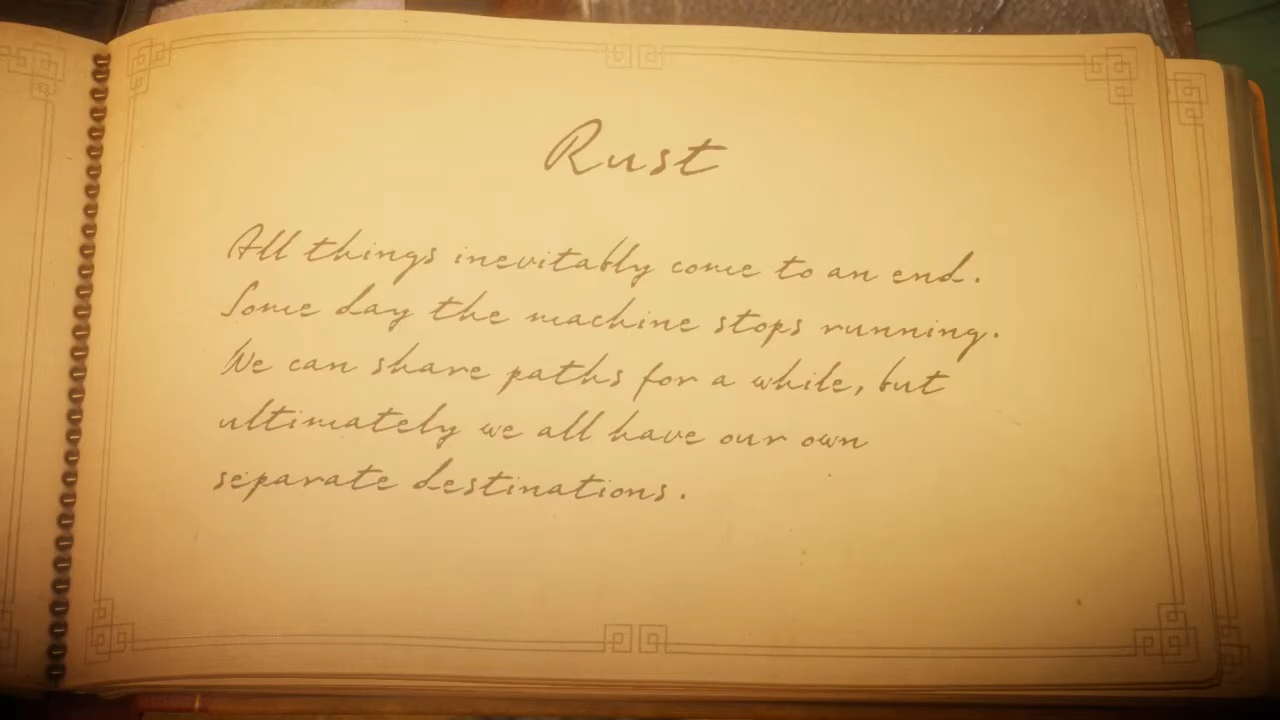 Rust
All things inevitably come to an end.
Some day the machine stops running.
We can share paths for a while, but
ultimately we all have our own
separate destinations.